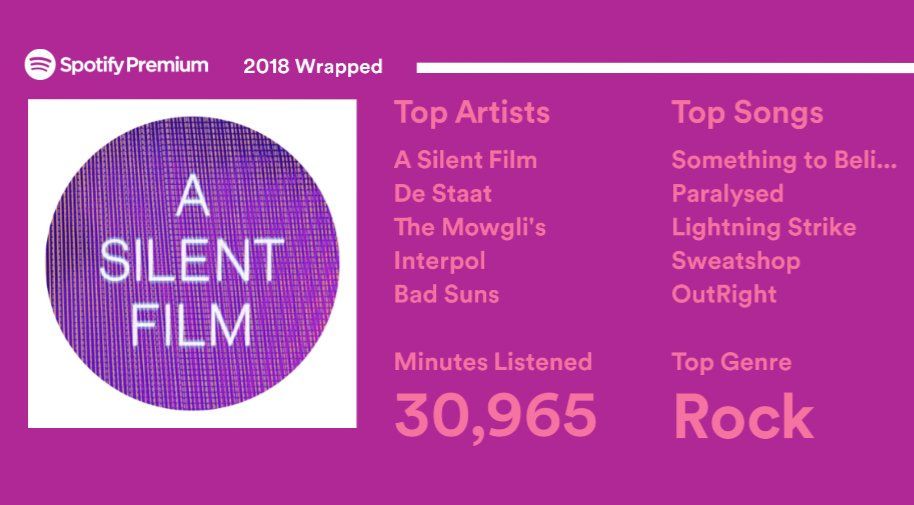 Spotify Premium
2018 Wrapped
A
SILENT
FILM
Top Artists
A Silent Film
De Staat
The Mowgli's
Interpol
Bad Suns
Top Songs
Something to Beli...
Paralysed
Lightning Strike
Sweatshop
OutRight
Minutes Listened
30,965
Top Genre
Rock